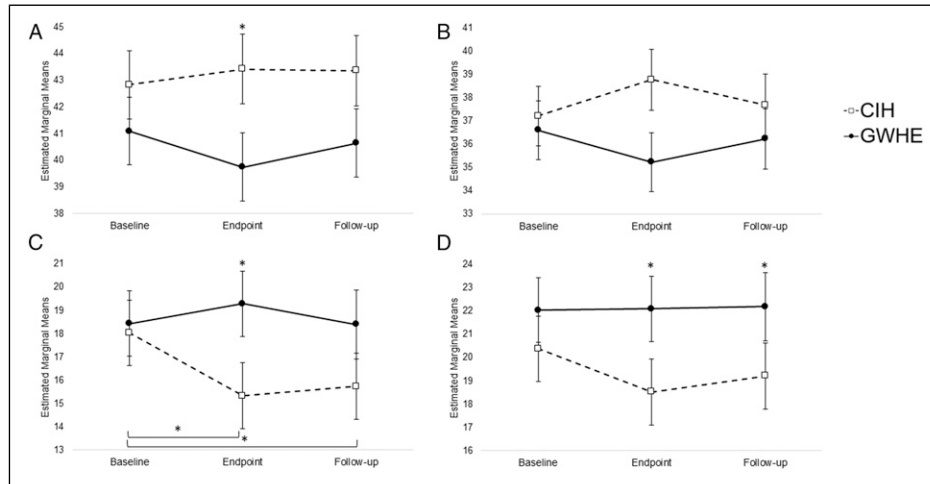 A
Estimated Marginal Means
45
44
43
42
41
40
39
38
*
Baseline Endpoint Follow-up
B
Estimated Marginal Means
41
40
39
38
37
36
35
34
33
Baseline Endpoint Follow-up
CIH
GWHE
C
Estimated Marginal Means
21
20
19
18
17
16
15
14
13
*
*
*
Baseline Endpoint Follow-up
D
Estimated Marginal Means
24
23
22
21
20
19
18
17
16
* *
Baseline Endpoint Follow-up